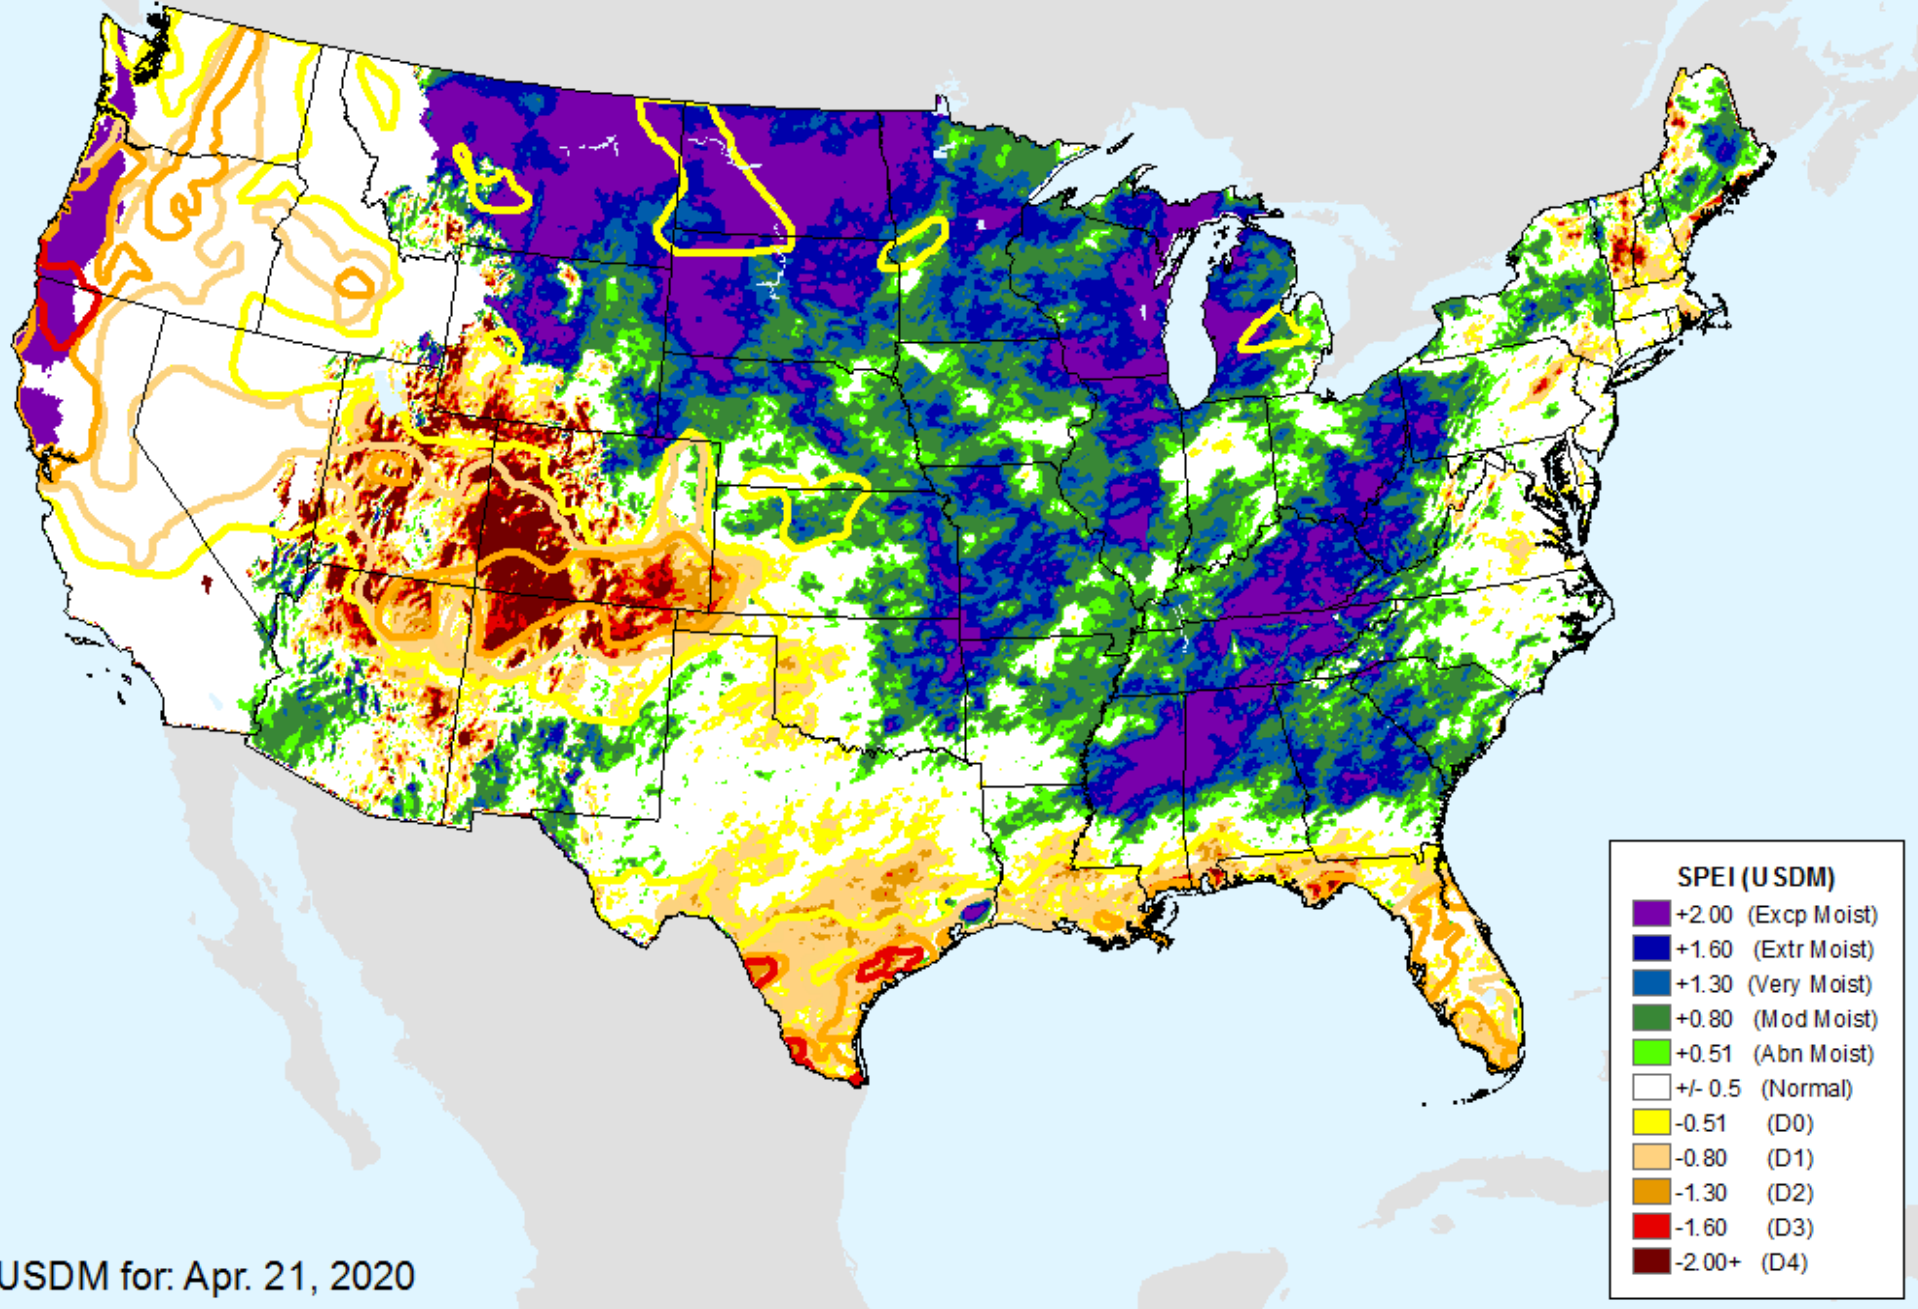 SPEI (USDM)
+2.00 (Excp Moist)
+1.60 (Extr Moist)
+1.30 (Very Moist)
+0.80 (Mod Moist)
+0.51 (Abn Moist)
+/- 0.5 (Normal)
-0.51 (D0)
-0.80 (D1)
-1.30 (D2)
-1.60 (D3)
-2.00+ (D4)
USDM for: Apr. 21, 2020